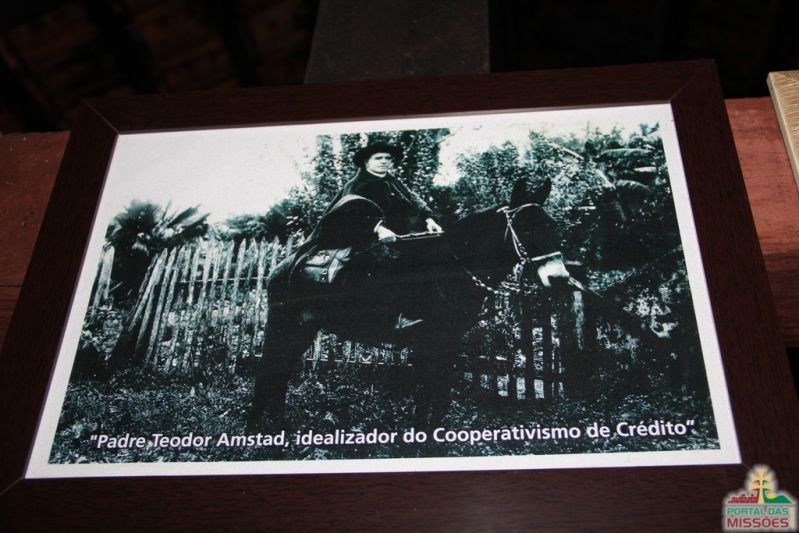 "Padre Teodor Amstad, idealizador do Cooperativismo de Crédito"
PORTAL DAS
MISSÕES